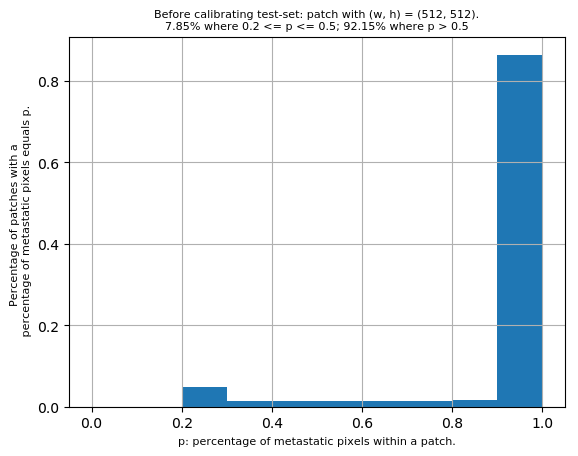 Before calibrating test-set: patch with (w, h) = (512, 512).
7.85% where 0.2 <= p <= 0.5; 92.15% where p > 0.5
Percentage of patches with a
percentage of metastatic pixels equals p.
0.8
0.6
0.4
0.2
0.0
0.0 0.2 0.4 0.6 0.8 1.0
p: percentage of metastatic pixels within a patch.